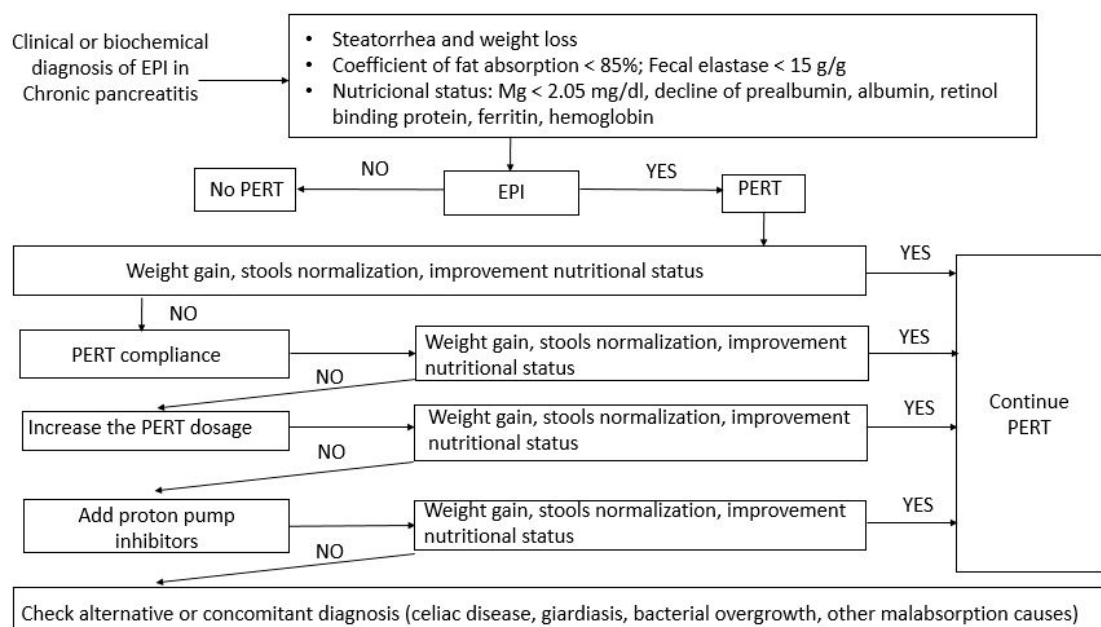 Clinical or biochemical
diagnosis of EPI in
Chronic pancreatitis
• Steatorrhea and weight loss
• Coefficient of fat absorption < 85%; Fecal elastase < 15 g/g
• Nutricional status: Mg < 2.05 mg/dl, decline of prealbumin, albumin, retinol
binding protein, ferritin, hemoglobin
NO
YES
No PERT
EPI
PERT
Weight gain, stools normalization, improvement nutritional status
YES
NO
PERT compliance
Weight gain, stools normalization, improvement
nutritional status
YES
NO
Increase the PERT dosage
Weight gain, stools normalization, improvement
nutritional status
YES
Continue
PERT
NO
Add proton pump
inhibitors
Weight gain, stools normalization, improvement
nutritional status
YES
NO
Check alternative or concomitant diagnosis (celiac disease, giardiasis, bacterial overgrowth, other malabsorption causes)